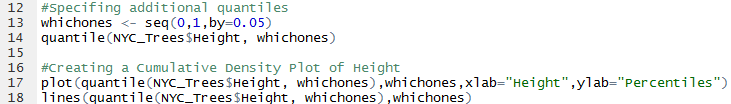 12 #Specifing additional quantiles
13 whichones <- seq(0,1,by=0.05)
14 quantile(NYC_Trees$Height, whichones)
15
16 #Creating a Cumulative Density Plot of Height
17 plot(quantile(NYC_Trees$Height, whichones),whichones,xlab="Height",ylab="Percentiles")
18 lines(quantile(NYC_Trees$Height, whichones),whichones)